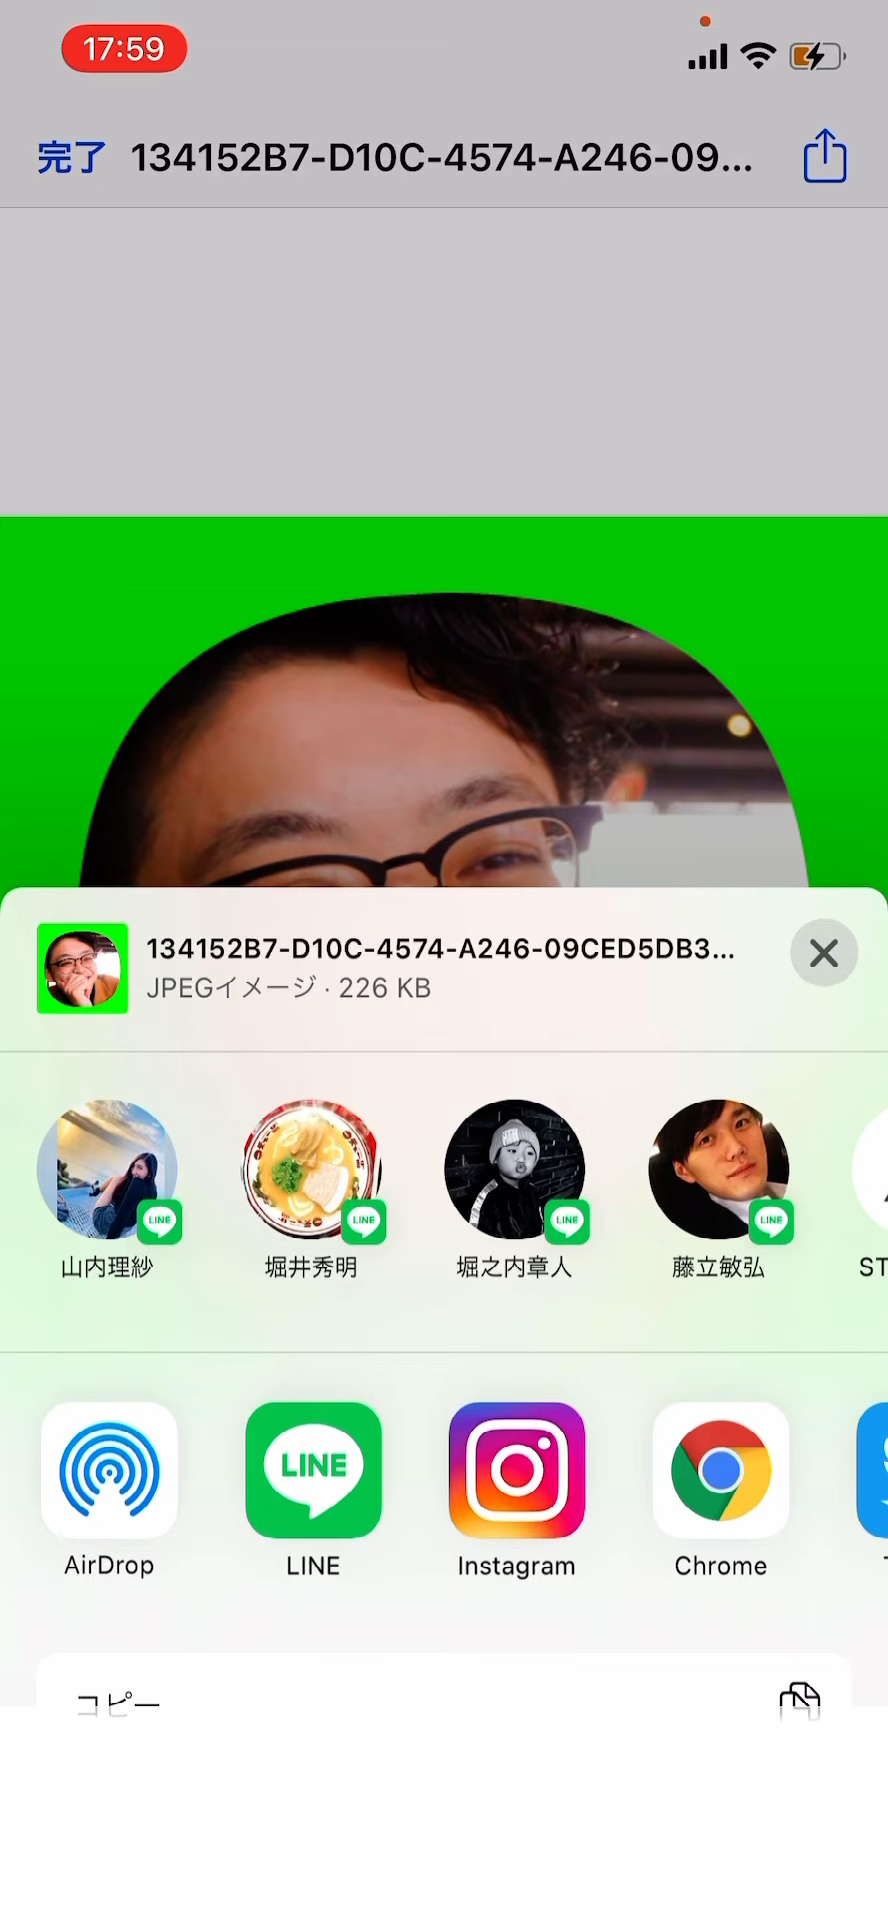 17:59
完了 134152B7-D10C-4574-A246-09...
134152B7-D10C-4574-A246-09CED5DB3...
JPEGイメージ · 226 KB
LINE LINE LINE LINE
山内理紗 堀井秀明 堀之内章人 藤立敏弘 ST
LINE
AirDrop LINE Instagram Chrome
コピー